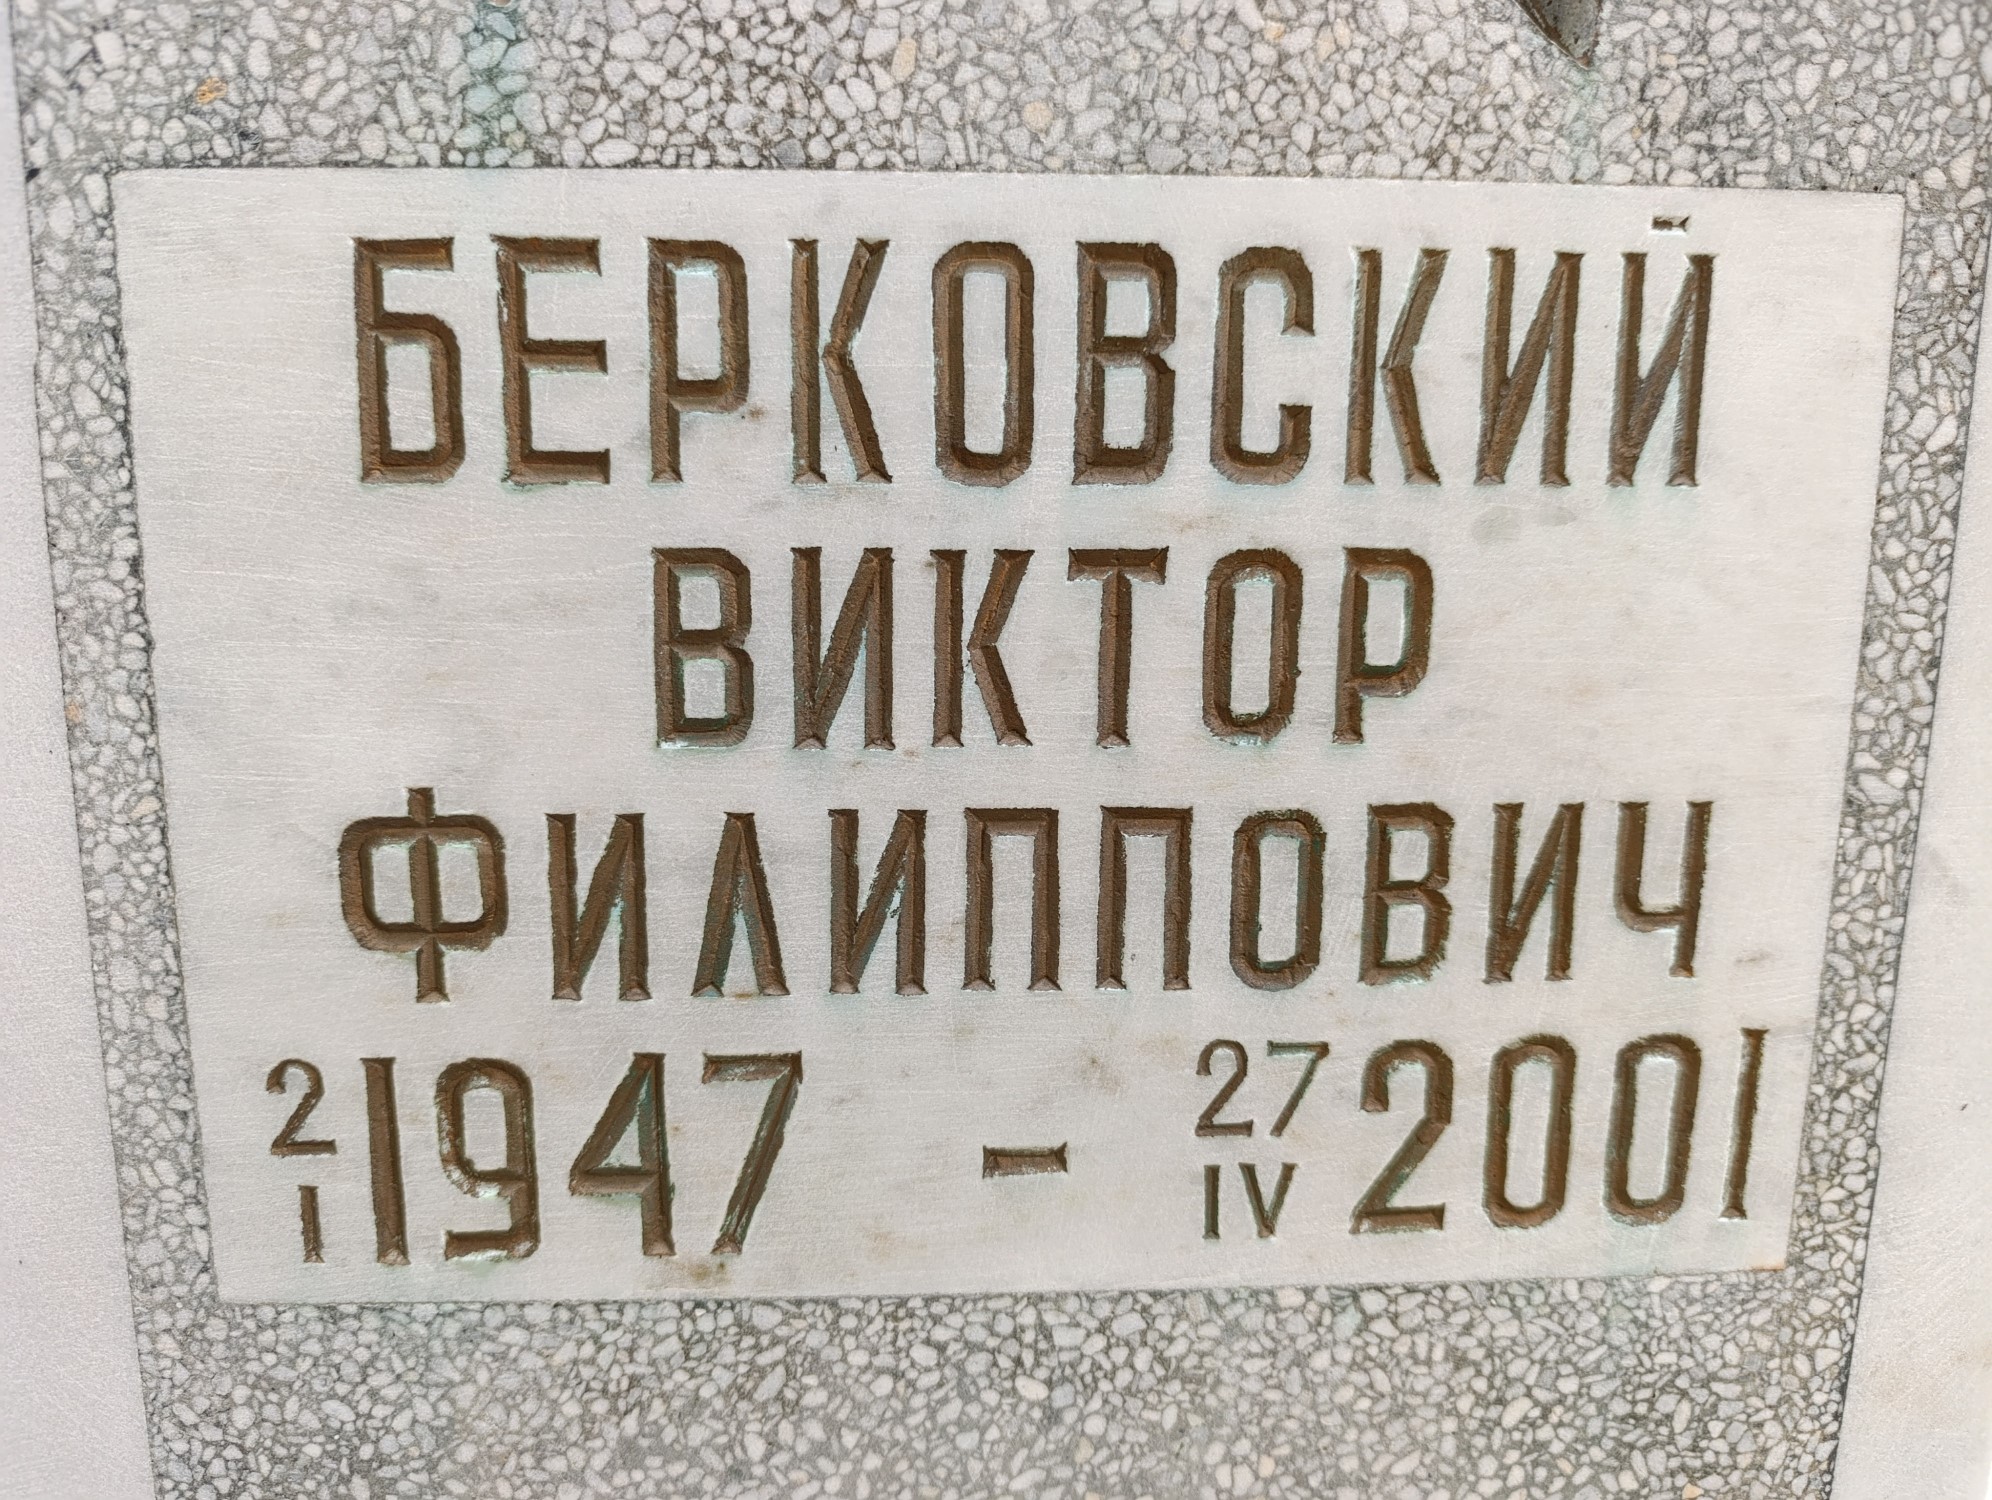 БЕРКОВСКИЙ
ВИКТОР
ФИЛИППОВИЧ
2/I 1947 - 27/IV 2001